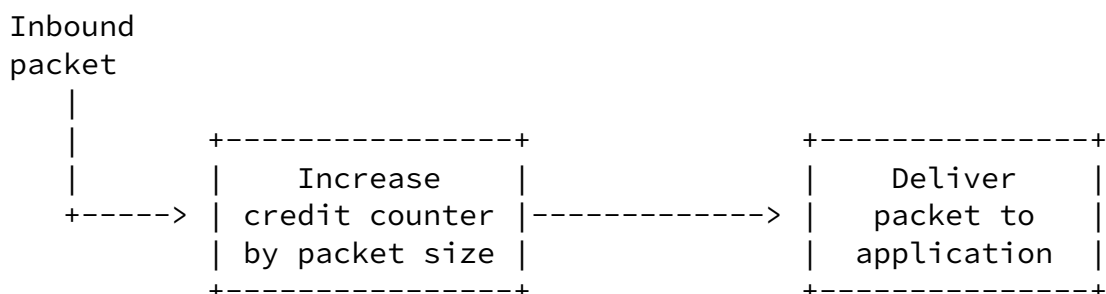 Inbound
packet
Increase
credit counter
by packet size
Deliver
packet to
application